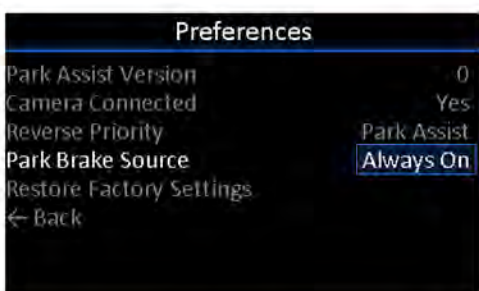 Preferences
Park Assist Version 0
Camera Connected Yes
Reverse Priority Park Assist
Park Brake Source Always On
Restore Factory Settings
← Back